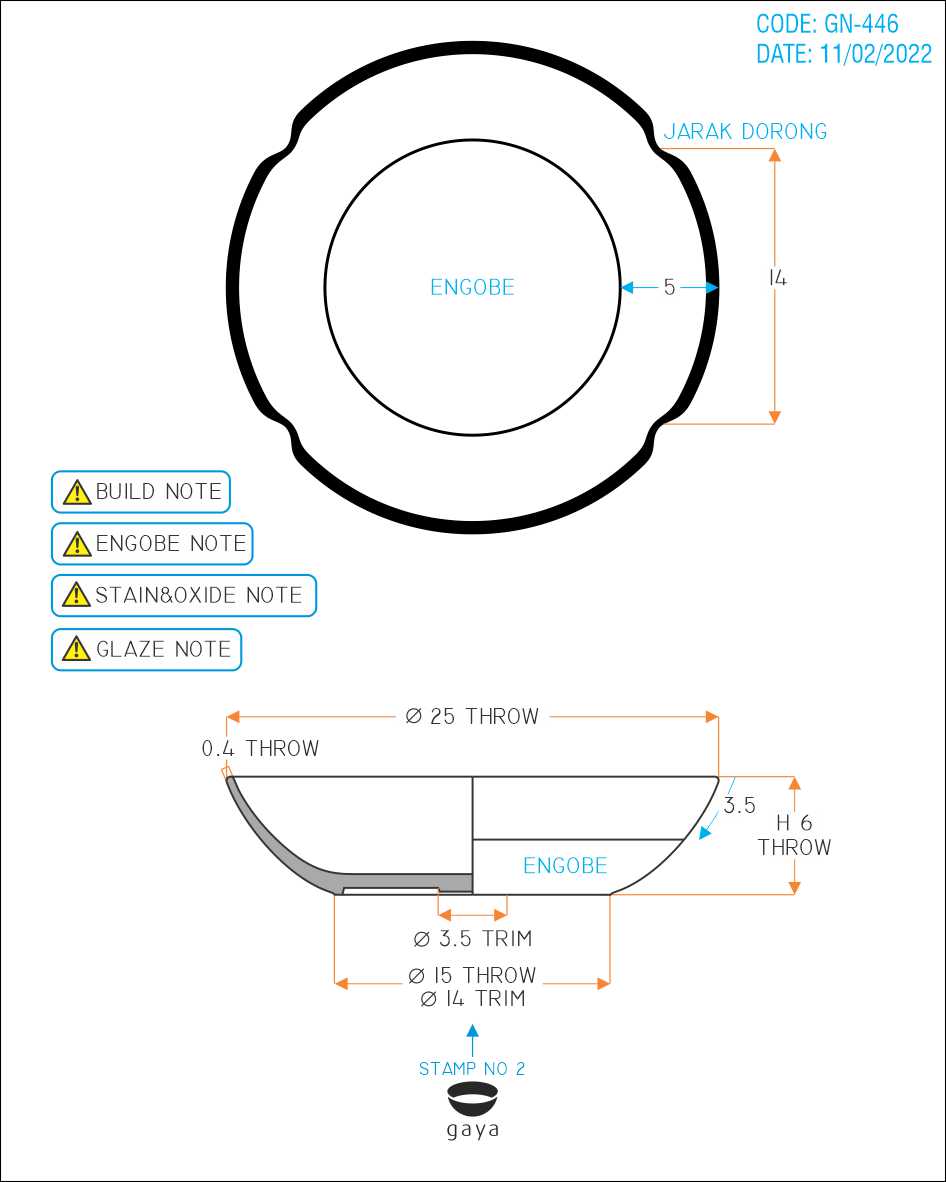 CODE: GN-446
DATE: 11/02/2022
JARAK DORONG
14
ENGOBE
5
BUILD NOTE
ENGOBE NOTE
STAIN&OXIDE NOTE
GLAZE NOTE
Ø 25 THROW
0.4 THROW
3.5
H 6
THROW
ENGOBE
Ø 3.5 TRIM
Ø 15 THROW
Ø 14 TRIM
STAMP NO 2
gaya